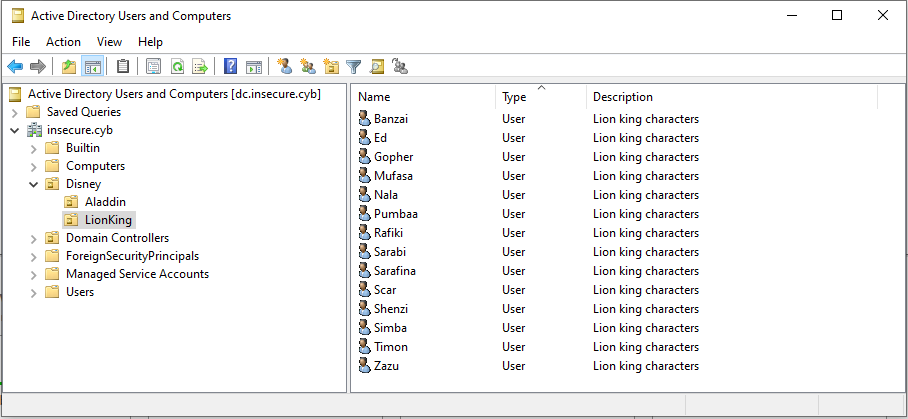 Active Directory Users and Computers
File Action View Help
Active Directory Users and Computers [dc.insecure.cyb]
Saved Queries
insecure.cyb
Builtin
Computers
Disney
Aladdin
LionKing
Domain Controllers
ForeignSecurityPrincipals
Managed Service Accounts
Users
Name Type Description
Banzai User Lion king characters
Ed User Lion king characters
Gopher User Lion king characters
Mufasa User Lion king characters
Nala User Lion king characters
Pumbaa User Lion king characters
Rafiki User Lion king characters
Sarabi User Lion king characters
Sarafina User Lion king characters
Scar User Lion king characters
Shenzi User Lion king characters
Simba User Lion king characters
Timon User Lion king characters
Zazu User Lion king characters